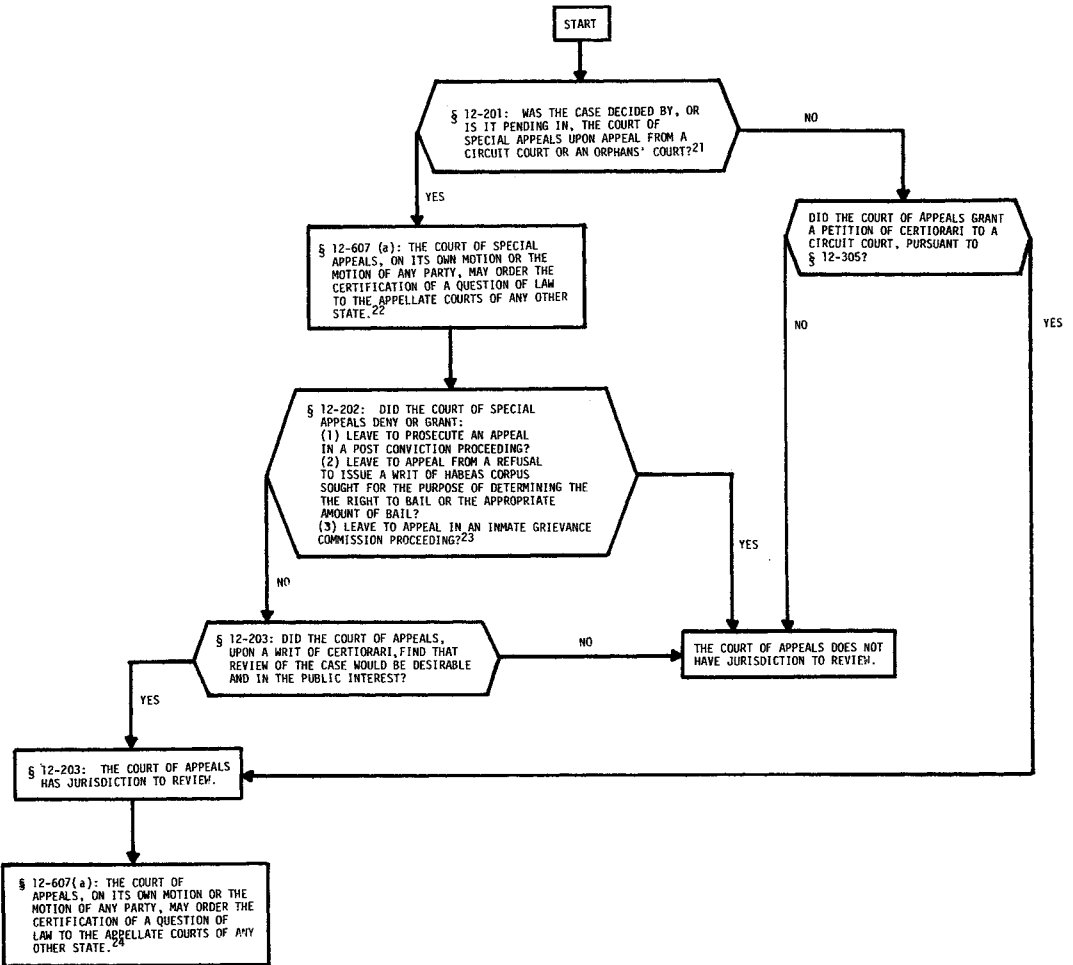 START
§ 12-201: WAS THE CASE DECIDED BY, OR
IS IT PENDING IN, THE COURT OF
SPECIAL APPEALS UPON APPEAL FROM A
CIRCUIT COURT OR AN ORPHANS' COURT?21
NO
YES
DID THE COURT OF APPEALS GRANT
A PETITION OF CERTIORARI TO A
CIRCUIT COURT, PURSUANT TO
§ 12-305?
§ 12-607 (a): THE COURT OF SPECIAL
APPEALS, ON ITS OWN MOTION OR THE
MOTION OF ANY PARTY, MAY ORDER THE
CERTIFICATION OF A QUESTION OF LAW
TO THE APPELLATE COURTS OF ANY OTHER
STATE.22
NO
YES
§ 12-202: DID THE COURT OF SPECIAL
APPEALS DENY OR GRANT:
(1) LEAVE TO PROSECUTE AN APPEAL
IN A POST CONVICTION PROCEEDING?
(2) LEAVE TO APPEAL FROM A REFUSAL
TO ISSUE A WRIT OF HABEAS CORPUS
SOUGHT FOR THE PURPOSE OF DETERMINING THE
THE RIGHT TO BAIL OR THE APPROPRIATE
AMOUNT OF BAIL?
(3) LEAVE TO APPEAL IN AN INMATE GRIEVANCE
COMMISSION PROCEEDING?23
YES
NO
§ 12-203: DID THE COURT OF APPEALS,
UPON A WRIT OF CERTIORARI, FIND THAT
REVIEW OF THE CASE WOULD BE DESIRABLE
AND IN THE PUBLIC INTEREST?
NO
THE COURT OF APPEALS DOES NOT
HAVE JURISDICTION TO REVIEW.
YES
§ 12-203: THE COURT OF APPEALS
HAS JURISDICTION TO REVIEW.
§ 12-607(a): THE COURT OF
APPEALS, ON ITS OWN MOTION OR THE
MOTION OF ANY PARTY, MAY ORDER THE
CERTIFICATION OF A QUESTION OF
LAW TO THE APPELLATE COURTS OF ANY
OTHER STATE.24